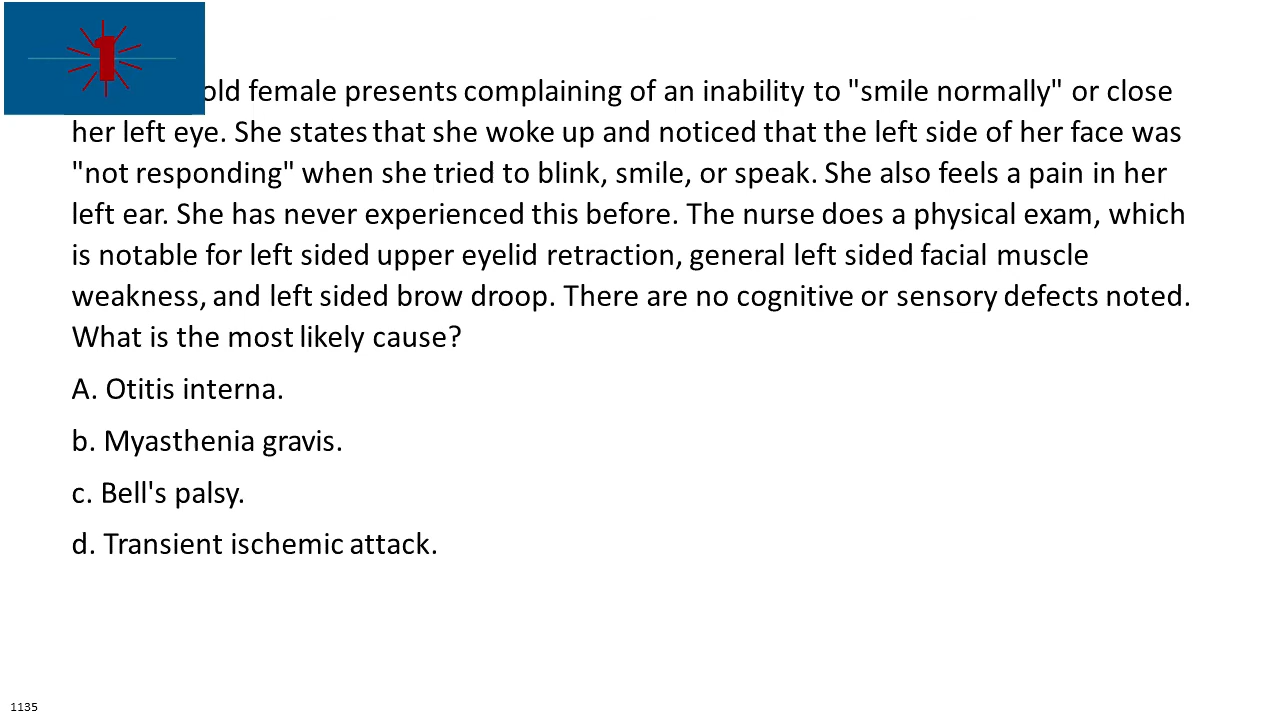 1
old female presents complaining of an inability to "smile normally" or close
her left eye. She states that she woke up and noticed that the left side of her face was
"not responding" when she tried to blink, smile, or speak. She also feels a pain in her
left ear. She has never experienced this before. The nurse does a physical exam, which
is notable for left sided upper eyelid retraction, general left sided facial muscle
weakness, and left sided brow droop. There are no cognitive or sensory defects noted.
What is the most likely cause?
A. Otitis interna.
b. Myasthenia gravis.
c. Bell's palsy.
d. Transient ischemic attack.
1135